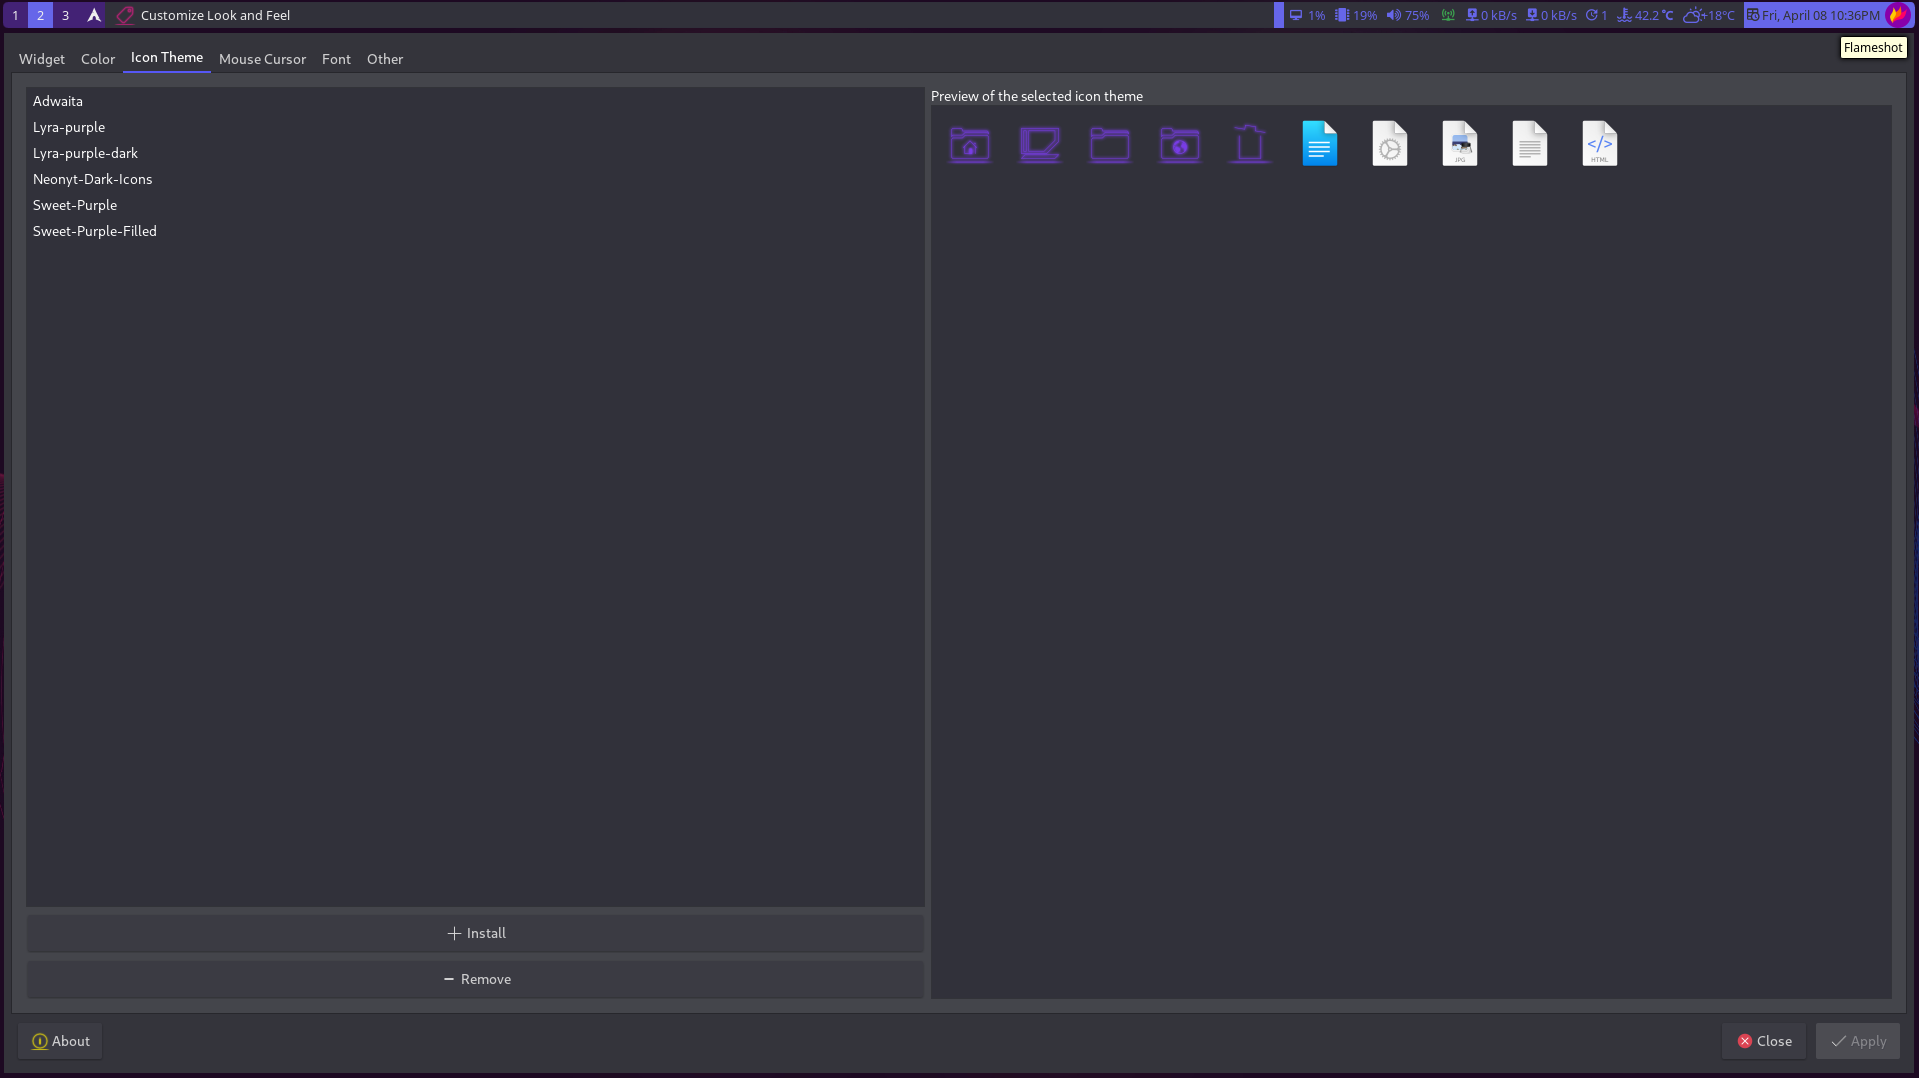 1 2 3 Customize Look and Feel 1% 19% 75% 0 kB/s 0 kB/s 1 42.2 °C +18°C Fri, April 08 10:36PM
Flameshot
Widget Color Icon Theme Mouse Cursor Font Other
Adwaita
Lyra-purple
Lyra-purple-dark
Neonyt-Dark-Icons
Sweet-Purple
Sweet-Purple-Filled
Preview of the selected icon theme
JPG
</>
HTML
Install
Remove
About
Close
Apply